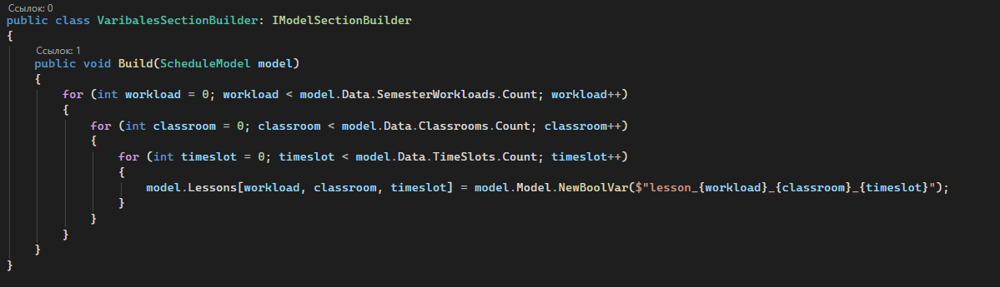 Ссылок: 0
public class VaribalesSectionBuilder: IModelSectionBuilder
{
Ссылок: 1
public void Build(ScheduleModel model)
{
for (int workload = 0; workload < model.Data.SemesterWorkloads.Count; workload++)
{
for (int classroom = 0; classroom < model.Data.Classrooms.Count; classroom++)
{
for (int timeslot = 0; timeslot < model.Data.TimeSlots.Count; timeslot++)
{
model.Lessons[workload, classroom, timeslot] = model.Model.NewBoolVar($"lesson_{workload}_{classroom}_{timeslot}");
}
}
}
}
}